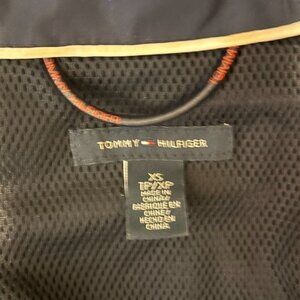 TOMMY HILFIGER
XS
TP/XP
MADE IN
CHINA/
FABRIQUE EN
CHINE/
HECHO EN
CHINA